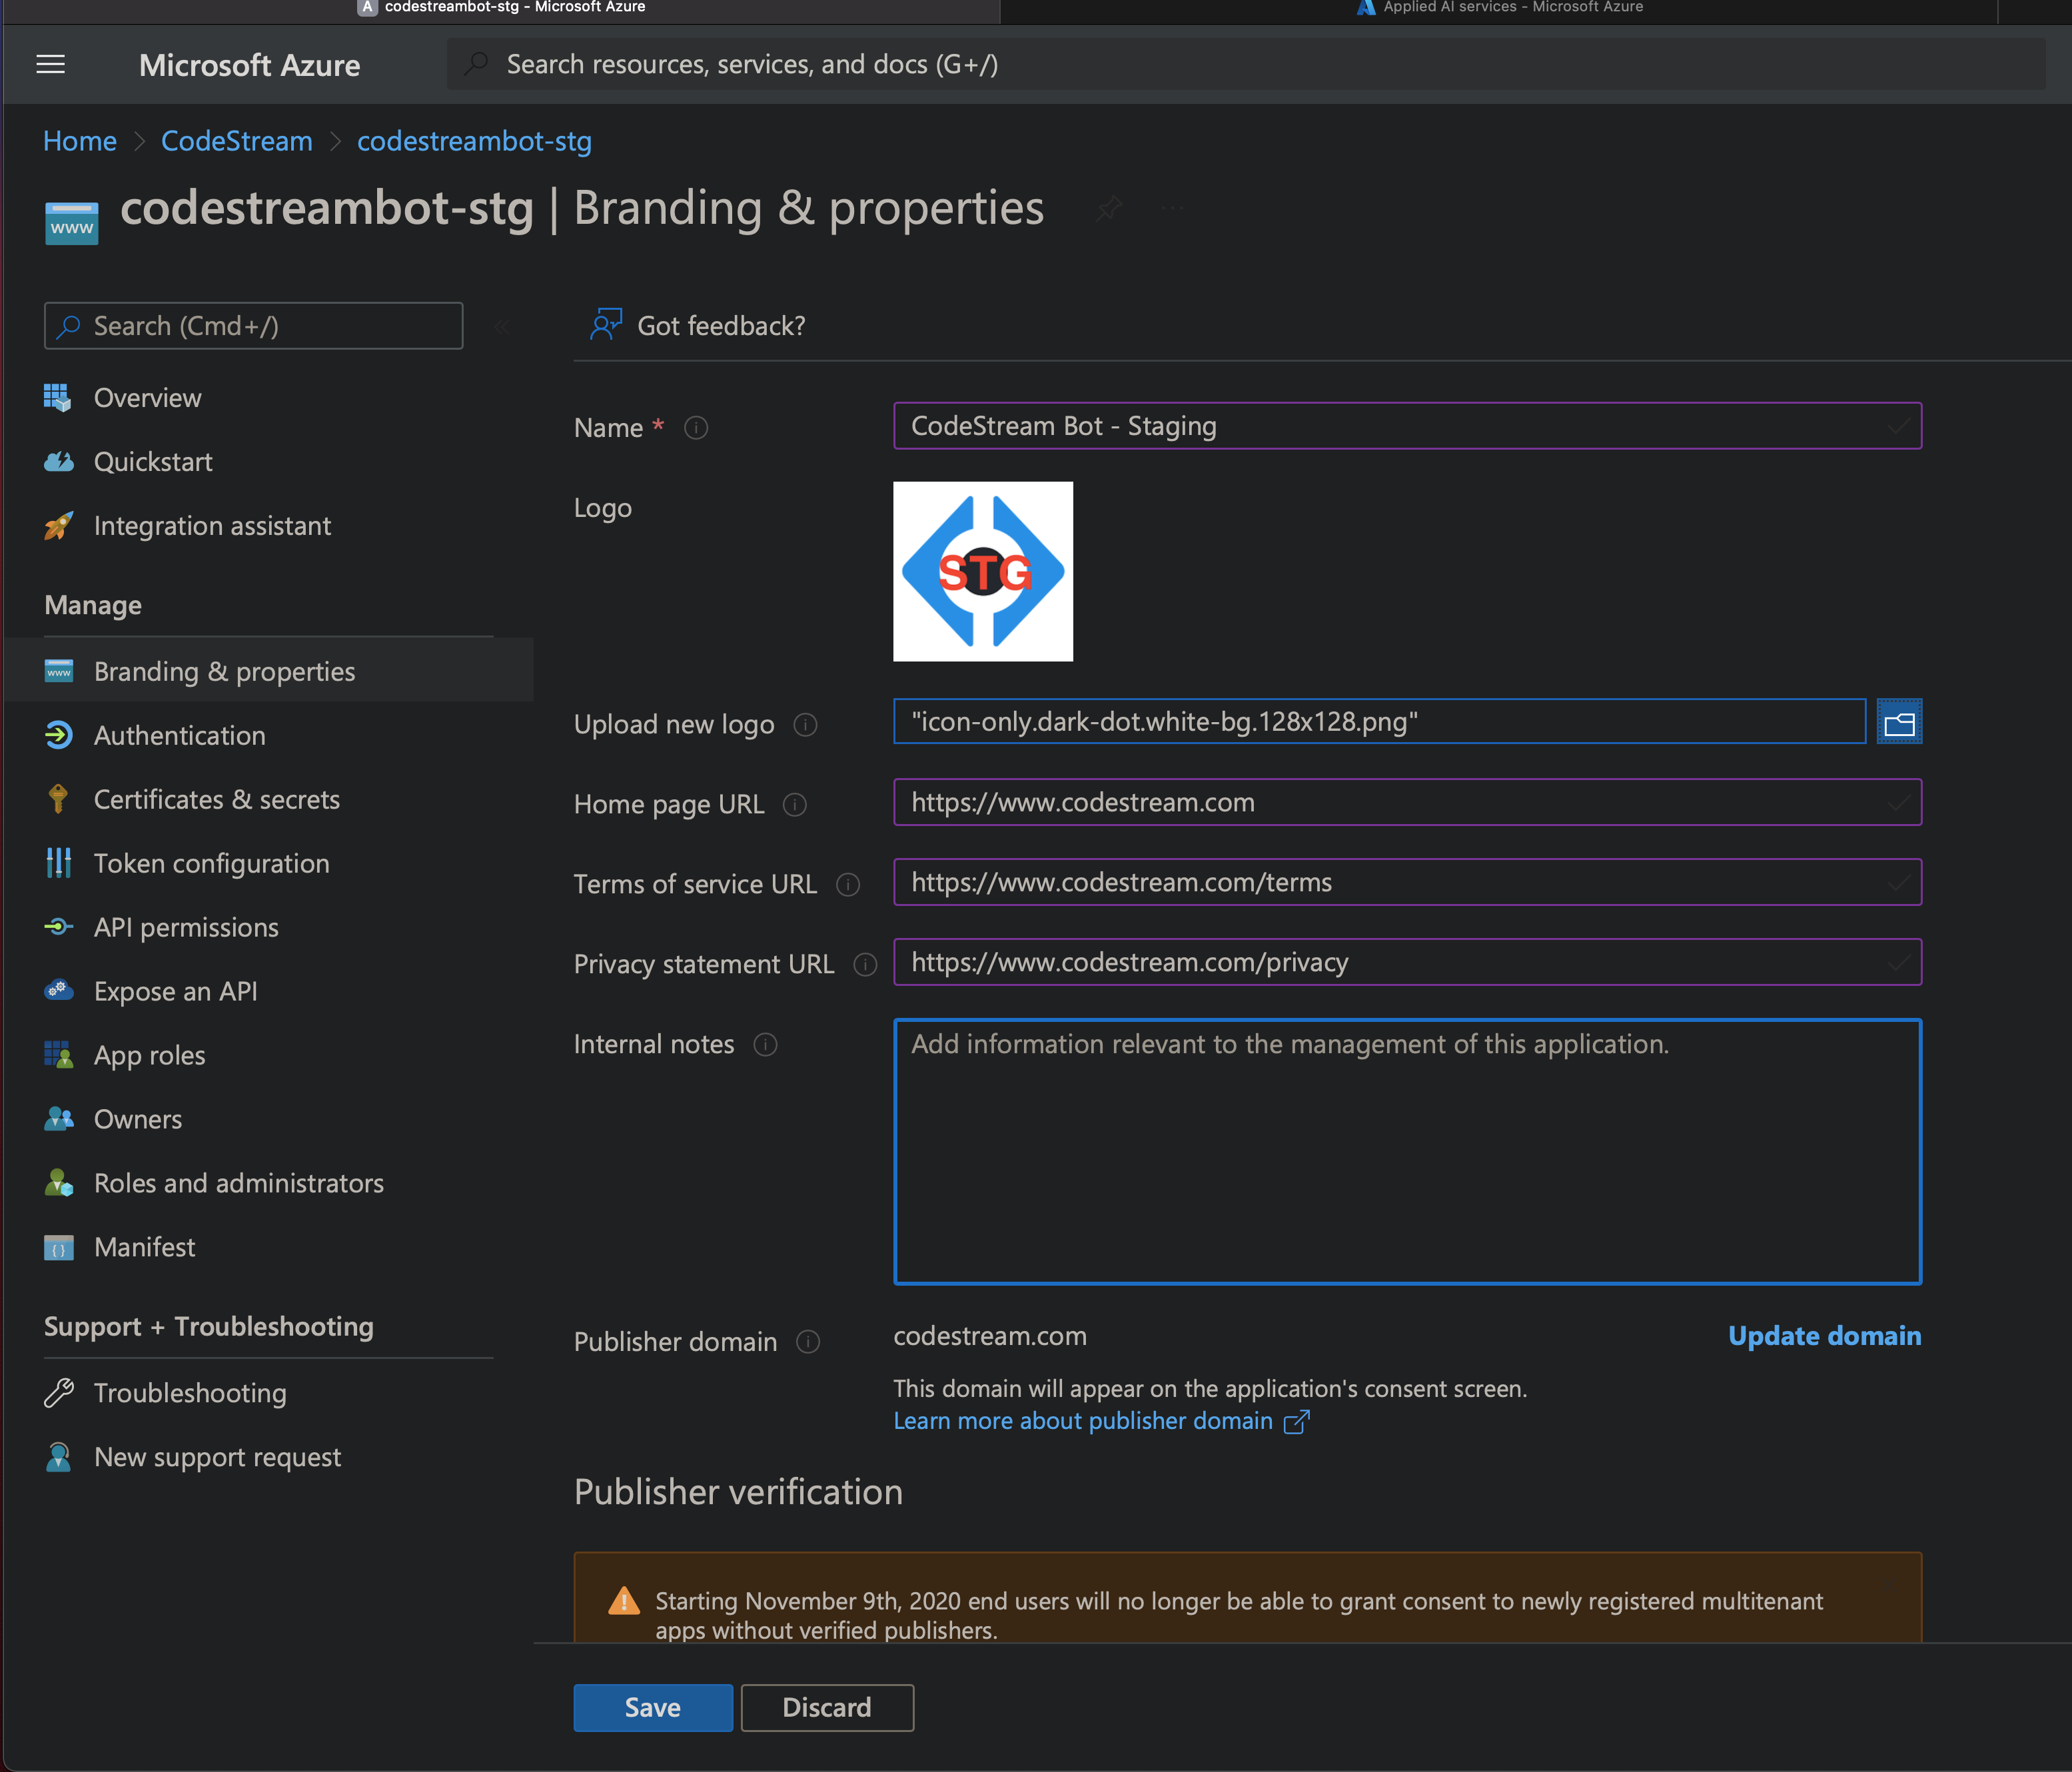 A codestreambot-stg - Microsoft Azure
Applied AI services - Microsoft Azure
Microsoft Azure
Search resources, services, and docs (G+/)
Home > CodeStream > codestreambot-stg
www
codestreambot-stg | Branding & properties
Search (Cmd+/)
Got feedback?
Overview
Quickstart
Integration assistant
Manage
www
Branding & properties
Authentication
Certificates & secrets
Token configuration
API permissions
Expose an API
App roles
Owners
Roles and administrators
Manifest
Support + Troubleshooting
Troubleshooting
New support request
Name *
CodeStream Bot - Staging
Logo
STG
Upload new logo
"icon-only.dark-dot.white-bg.128x128.png"
Home page URL
https://www.codestream.com
Terms of service URL
https://www.codestream.com/terms
Privacy statement URL
https://www.codestream.com/privacy
Internal notes
Add information relevant to the management of this application.
Publisher domain
codestream.com
Update domain
This domain will appear on the application's consent screen.
Learn more about publisher domain
Publisher verification
Starting November 9th, 2020 end users will no longer be able to grant consent to newly registered multitenant
apps without verified publishers.
Save
Discard